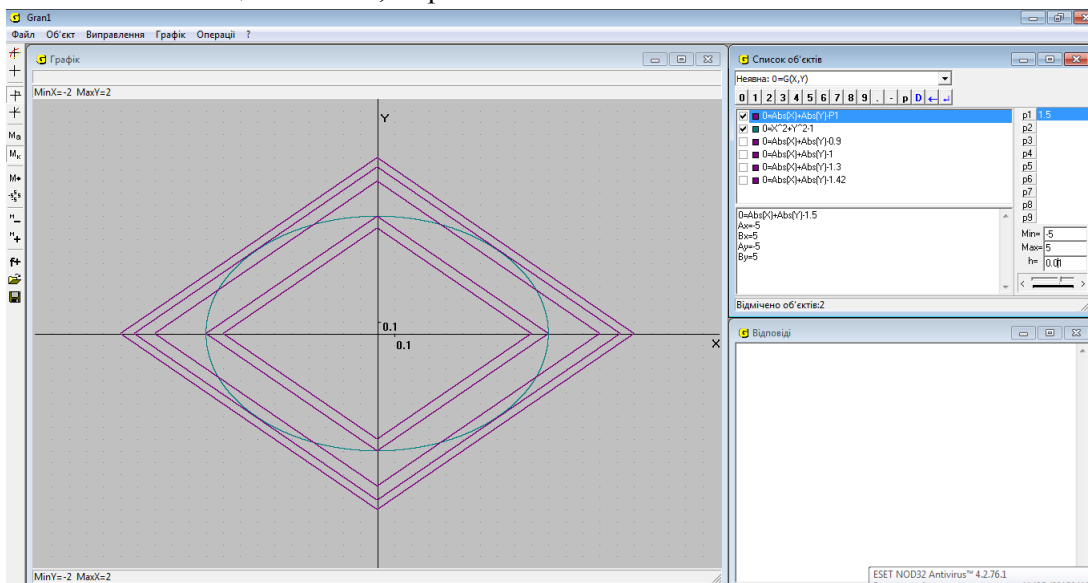 Gran1
Файл Об'єкт Виправлення Графік Операції ?
Графік
MinX=-2 MaxY=2
Y
0.1
0.1
X
MinY=-2 MaxX=2
Список об'єктів
Неявна: 0=G(X,Y)
0 1 2 3 4 5 6 7 8 9 . - p D ← ↵
0=Abs(X)+Abs(Y)-P1
0=X^2+Y^2-1
0=Abs(X)+Abs(Y)-0.9
0=Abs(X)+Abs(Y)-1
0=Abs(X)+Abs(Y)-1.3
0=Abs(X)+Abs(Y)-1.42
p1 1.5
p2
p3
p4
p5
p6
p7
p8
p9
Min= -5
Max= 5
h= 0.01
0=Abs(X)+Abs(Y)-1.5
Ax=-5
Bx=5
Ay=-5
By=5
Відмічено об'єктів:2
Відповіді
ESET NOD32 Antivirus™ 4.2.76.1